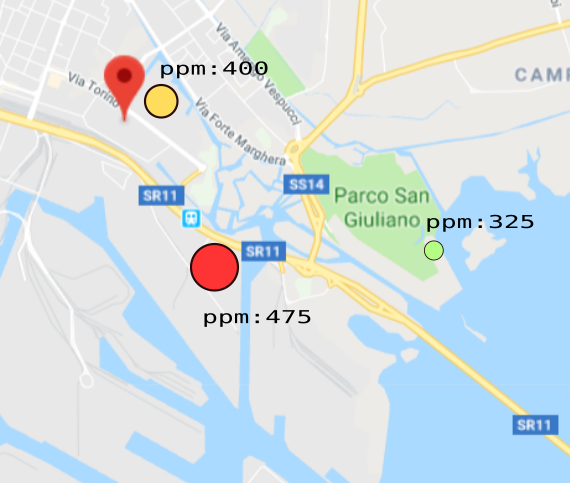 ppm:400
Via Torino
Via Amerigo Vespucci
Via Forte Marghera
CAMP
SR11
SS14
Parco San
Giuliano
ppm:325
SR11
ppm:475
SR11